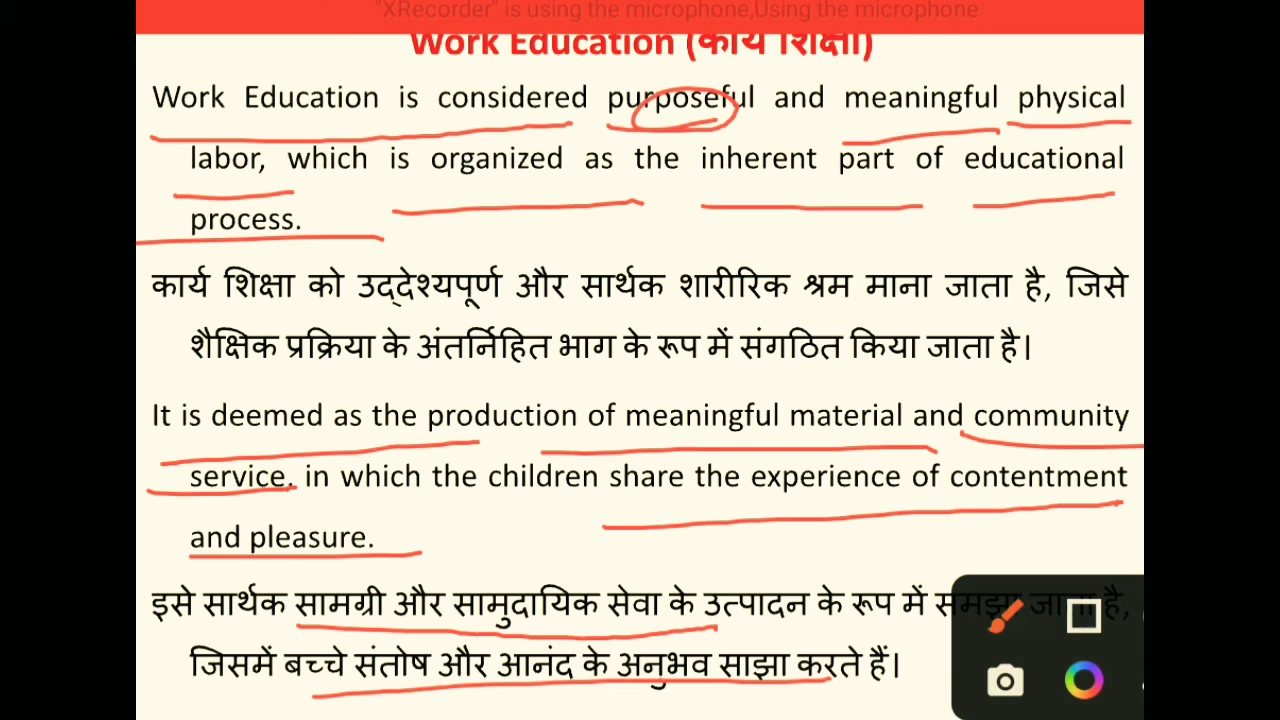 "XRecorder" is using the microphone,Using the microphone
Work Education (कार्य शिक्षा)
Work Education is considered purposeful and meaningful physical
labor, which is organized as the inherent part of educational
process.
कार्य शिक्षा को उद्देश्यपूर्ण और सार्थक शारीरिक श्रम माना जाता है, जिसे
शैक्षिक प्रक्रिया के अंतर्निहित भाग के रूप में संगठित किया जाता है।
It is deemed as the production of meaningful material and community
service. in which the children share the experience of contentment
and pleasure.
इसे सार्थक सामग्री और सामुदायिक सेवा के उत्पादन के रूप में समझा जाता है,
जिसमें बच्चे संतोष और आनंद के अनुभव साझा करते हैं।